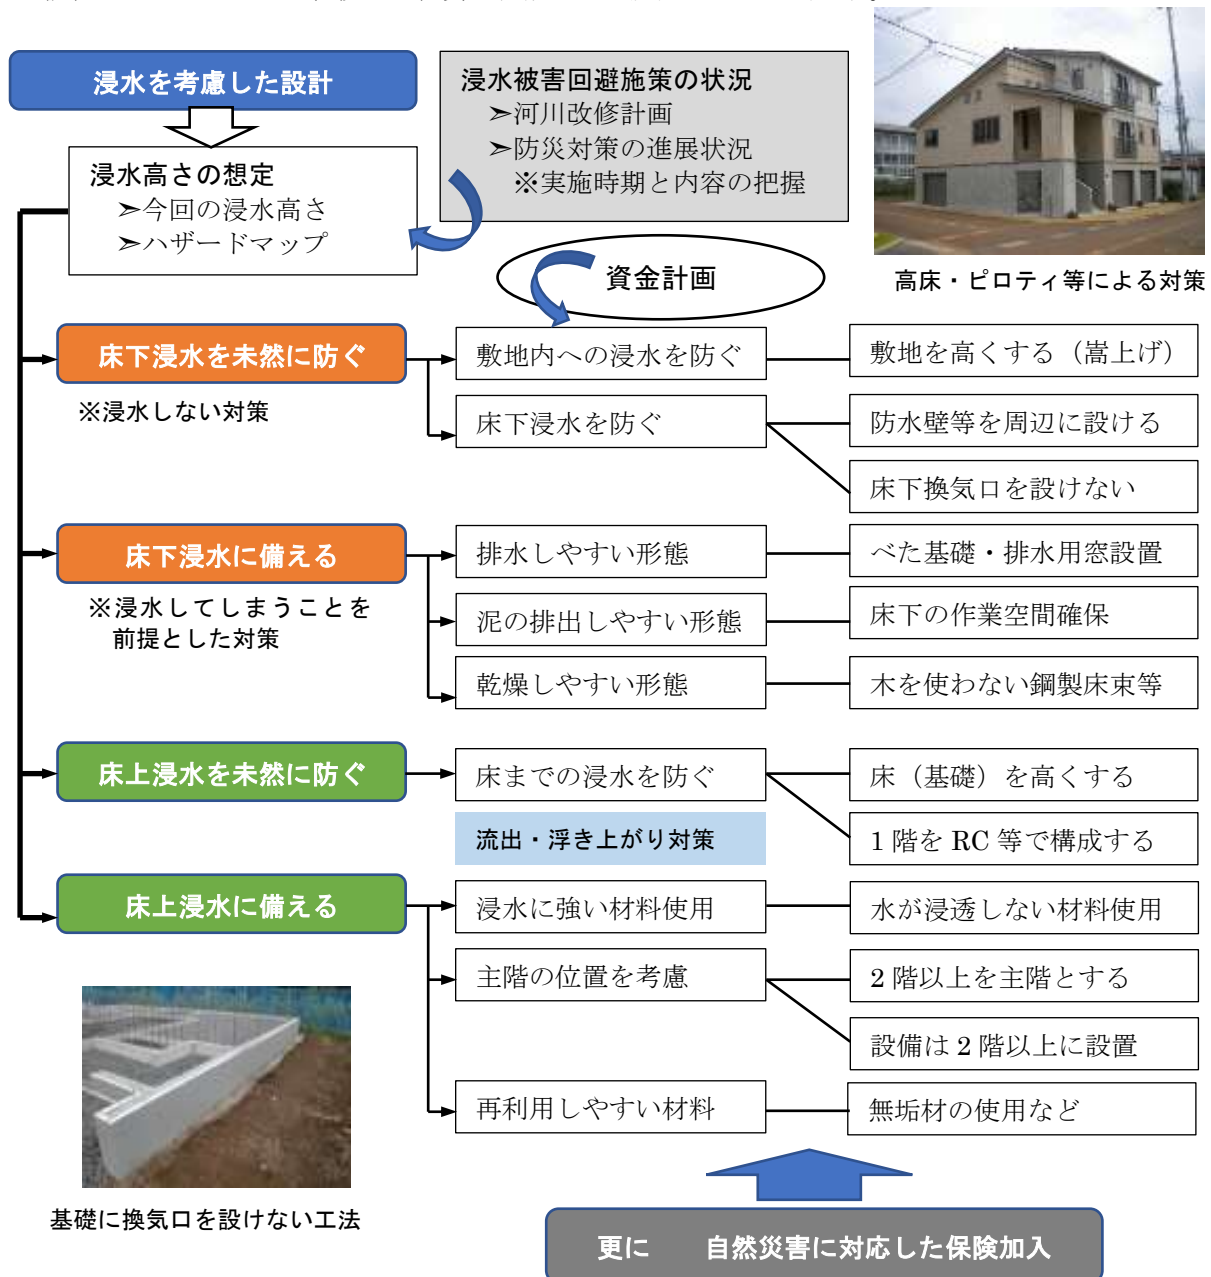 浸水を考慮した設計
浸水高さの想定
➢今回の浸水高さ
➢ハザードマップ
浸水被害回避施策の状況
➢河川改修計画
➢防災対策の進展状況
※実施時期と内容の把握
資金計画
高床・ピロティ等による対策
床下浸水を未然に防ぐ
※浸水しない対策
敷地内への浸水を防ぐ
敷地を高くする（嵩上げ）
床下浸水を防ぐ
防水壁等を周辺に設ける
床下換気口を設けない
床下浸水に備える
※浸水してしまうことを
前提とした対策
排水しやすい形態
べた基礎・排水用窓設置
泥の排出しやすい形態
床下の作業空間確保
乾燥しやすい形態
木を使わない鋼製床束等
床上浸水を未然に防ぐ
床までの浸水を防ぐ
床（基礎）を高くする
1 階を RC 等で構成する
流出・浮き上がり対策
床上浸水に備える
浸水に強い材料使用
水が浸透しない材料使用
主階の位置を考慮
2 階以上を主階とする
設備は 2 階以上に設置
再利用しやすい材料
無垢材の使用など
基礎に換気口を設けない工法
更に　　自然災害に対応した保険加入